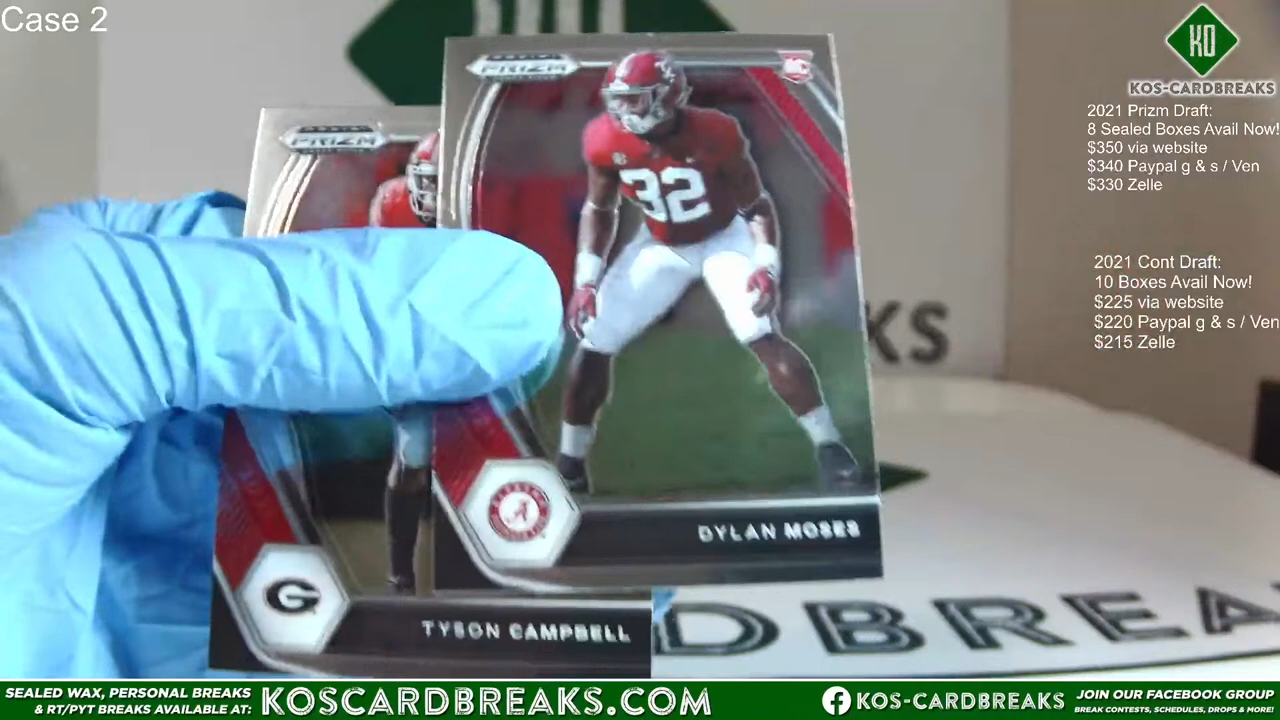 Case 2
KO
KOS-CARDBREAKS
2021 Prizm Draft:
8 Sealed Boxes Avail Now!
$350 via website
$340 Paypal g & s / Ven
$330 Zelle
2021 Cont Draft:
10 Boxes Avail Now!
$225 via website
$220 Paypal g & s / Ven
$215 Zelle
PRIZM
RC
PRIZM
32
KS
A
DYLAN MOSES
G
TYSON CAMPBELL
DBREA
SEALED WAX, PERSONAL BREAKS
& RT/PYT BREAKS AVAILABLE AT:
KOSCARDBREAKS.COM
KOS-CARDBREAKS
JOIN OUR FACEBOOK GROUP
BREAK CONTESTS, SCHEDULES, DROPS & MORE!